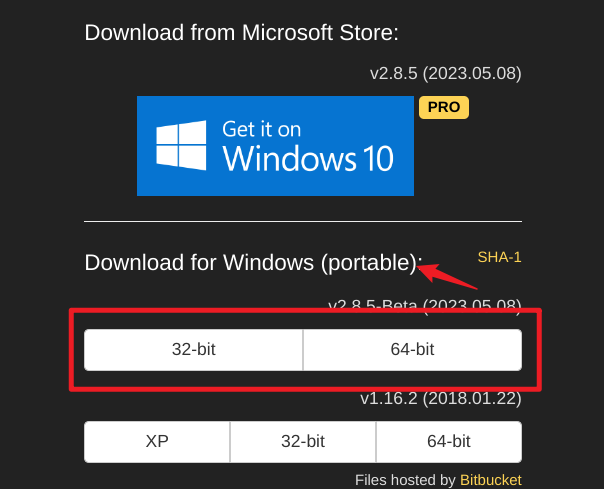 Download from Microsoft Store:
v2.8.5 (2023.05.08)
PRO
Get it on
Windows 10
Download for Windows (portable):
SHA-1
v2.8.5-Beta (2023.05.08)
32-bit 64-bit
v1.16.2 (2018.01.22)
XP 32-bit 64-bit
Files hosted by Bitbucket